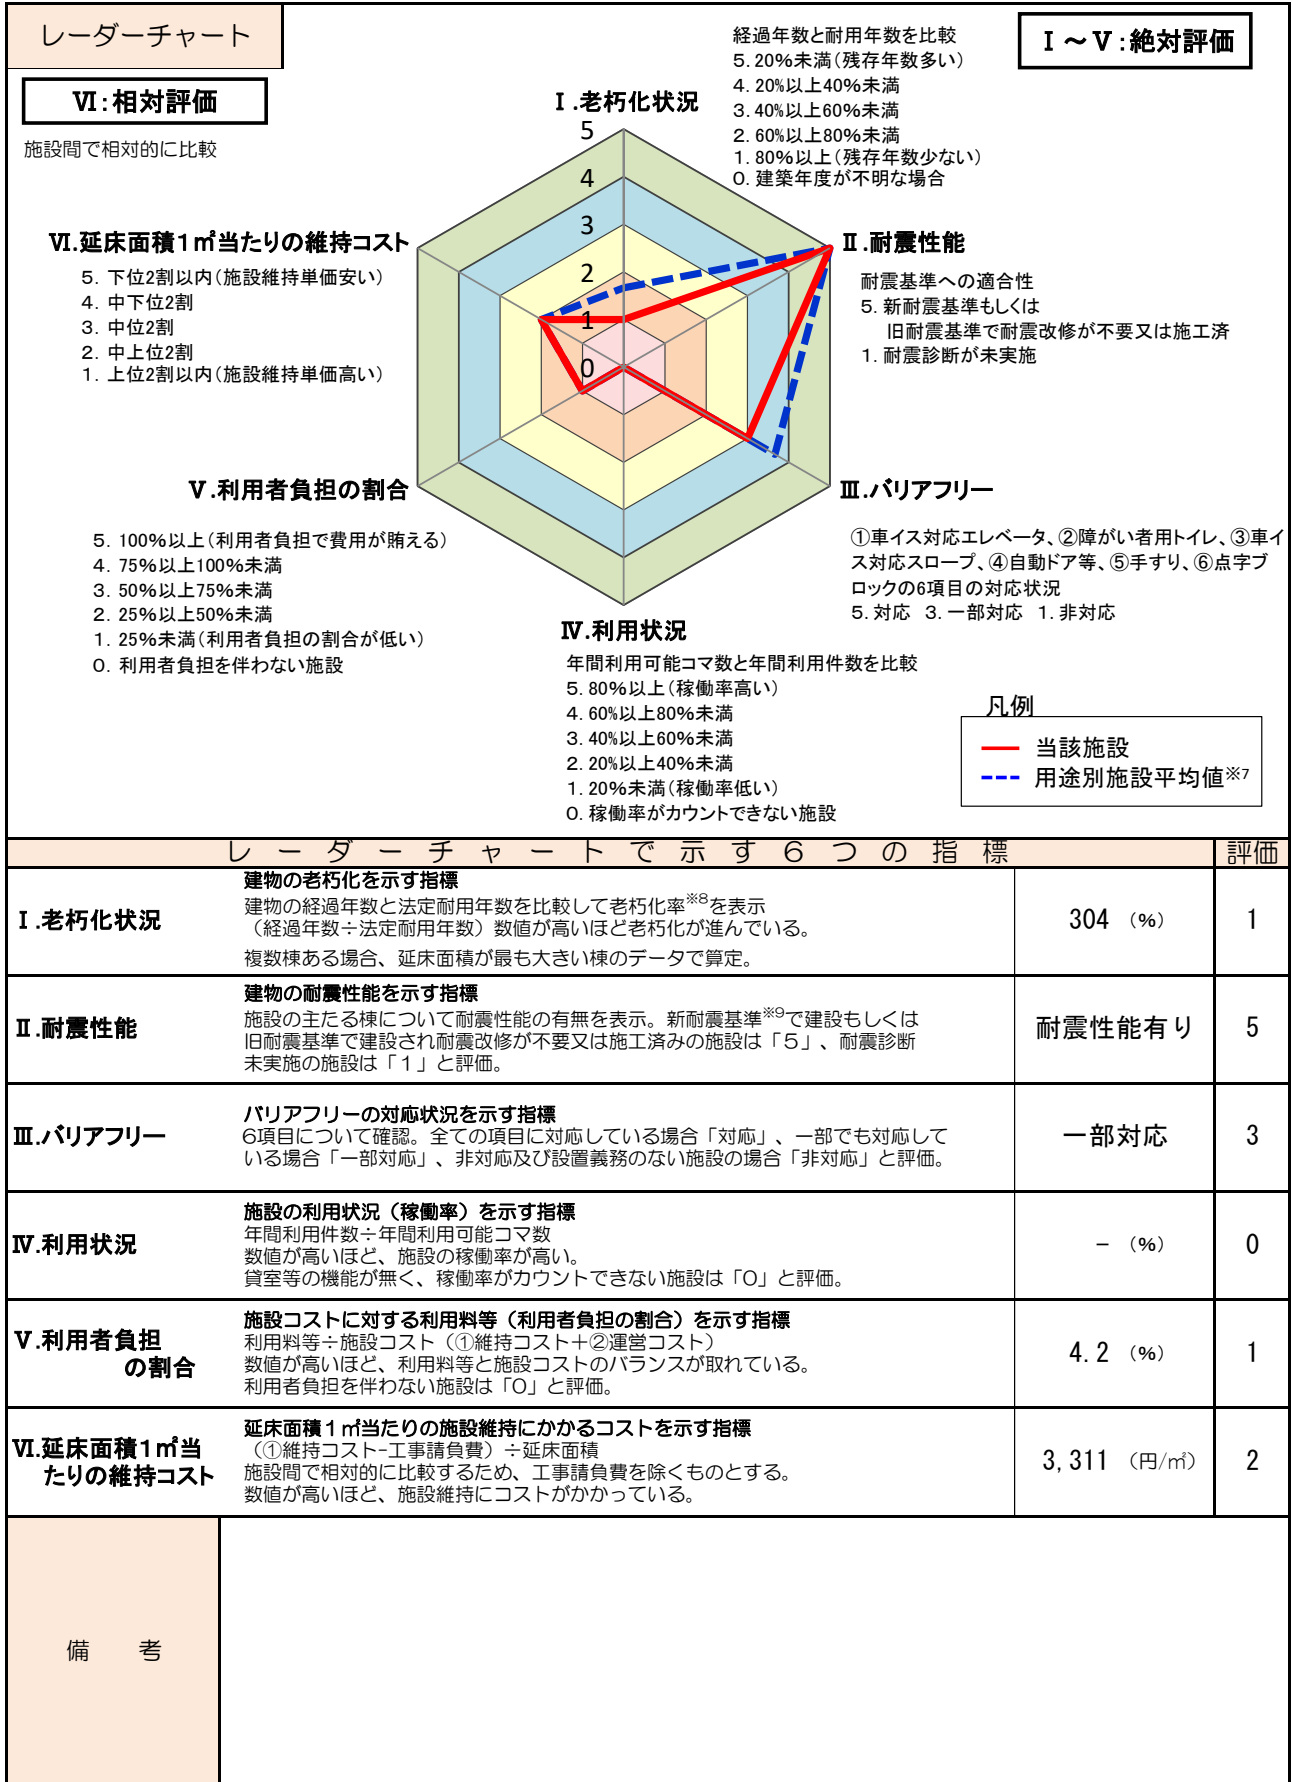 レーダーチャート
Ⅵ:相対評価
施設間で相対的に比較
Ⅰ～Ⅴ:絶対評価
経過年数と耐用年数を比較
5. 20%未満(残存年数多い)
4. 20%以上40%未満
3. 40%以上60%未満
2. 60%以上80%未満
1. 80%以上(残存年数少ない)
0. 建築年度が不明な場合
Ⅰ.老朽化状況
5
4
3
2
1
0
Ⅱ.耐震性能
耐震基準への適合性
5. 新耐震基準もしくは
旧耐震基準で耐震改修が不要又は施工済
1. 耐震診断が未実施
Ⅵ.延床面積1㎡当たりの維持コスト
5. 下位2割以内(施設維持単価安い)
4. 中下位2割
3. 中位2割
2. 中上位2割
1. 上位2割以内(施設維持単価高い)
Ⅴ.利用者負担の割合
5. 100%以上(利用者負担で費用が賄える)
4. 75%以上100%未満
3. 50%以上75%未満
2. 25%以上50%未満
1. 25%未満(利用者負担の割合が低い)
0. 利用者負担を伴わない施設
Ⅲ.バリアフリー
①車イス対応エレベータ、②障がい者用トイレ、③車イ
ス対応スロープ、④自動ドア等、⑤手すり、⑥点字ブ
ロックの6項目の対応状況
5. 対応 3. 一部対応 1. 非対応
Ⅳ.利用状況
年間利用可能コマ数と年間利用件数を比較
5. 80%以上(稼働率高い)
4. 60%以上80%未満
3. 40%以上60%未満
2. 20%以上40%未満
1. 20%未満(稼働率低い)
0. 稼働率がカウントできない施設
凡例
当該施設
用途別施設平均値※7
レーダーチャートで示す6つの指標 評価
Ⅰ.老朽化状況
建物の老朽化を示す指標
建物の経過年数と法定耐用年数を比較して老朽化率※8を表示
（経過年数÷法定耐用年数）数値が高いほど老朽化が進んでいる。
複数棟ある場合、延床面積が最も大きい棟のデータで算定。
304 (%) 1
Ⅱ.耐震性能
建物の耐震性能を示す指標
施設の主たる棟について耐震性能の有無を表示。新耐震基準※9で建設もしくは
旧耐震基準で建設され耐震改修が不要又は施工済みの施設は「5」、耐震診断
未実施の施設は「1」と評価。
耐震性能有り 5
Ⅲ.バリアフリー
バリアフリーの対応状況を示す指標
6項目について確認。全ての項目に対応している場合「対応」、一部でも対応して
いる場合「一部対応」、非対応及び設置義務のない施設の場合「非対応」と評価。
一部対応 3
Ⅳ.利用状況
施設の利用状況（稼働率）を示す指標
年間利用件数÷年間利用可能コマ数
数値が高いほど、施設の稼働率が高い。
貸室等の機能が無く、稼働率がカウントできない施設は「0」と評価。
－ (%) 0
Ⅴ.利用者負担
の割合
施設コストに対する利用料等（利用者負担の割合）を示す指標
利用料等÷施設コスト（①維持コスト＋②運営コスト）
数値が高いほど、利用料等と施設コストのバランスが取れている。
利用者負担を伴わない施設は「0」と評価。
4.2 (%) 1
Ⅵ.延床面積1㎡当
たりの維持コスト
延床面積1㎡当たりの施設維持にかかるコストを示す指標
（①維持コスト-工事請負費）÷延床面積
施設間で相対的に比較するため、工事請負費を除くものとする。
数値が高いほど、施設維持にコストがかかっている。
3,311 (円/㎡) 2
備 考